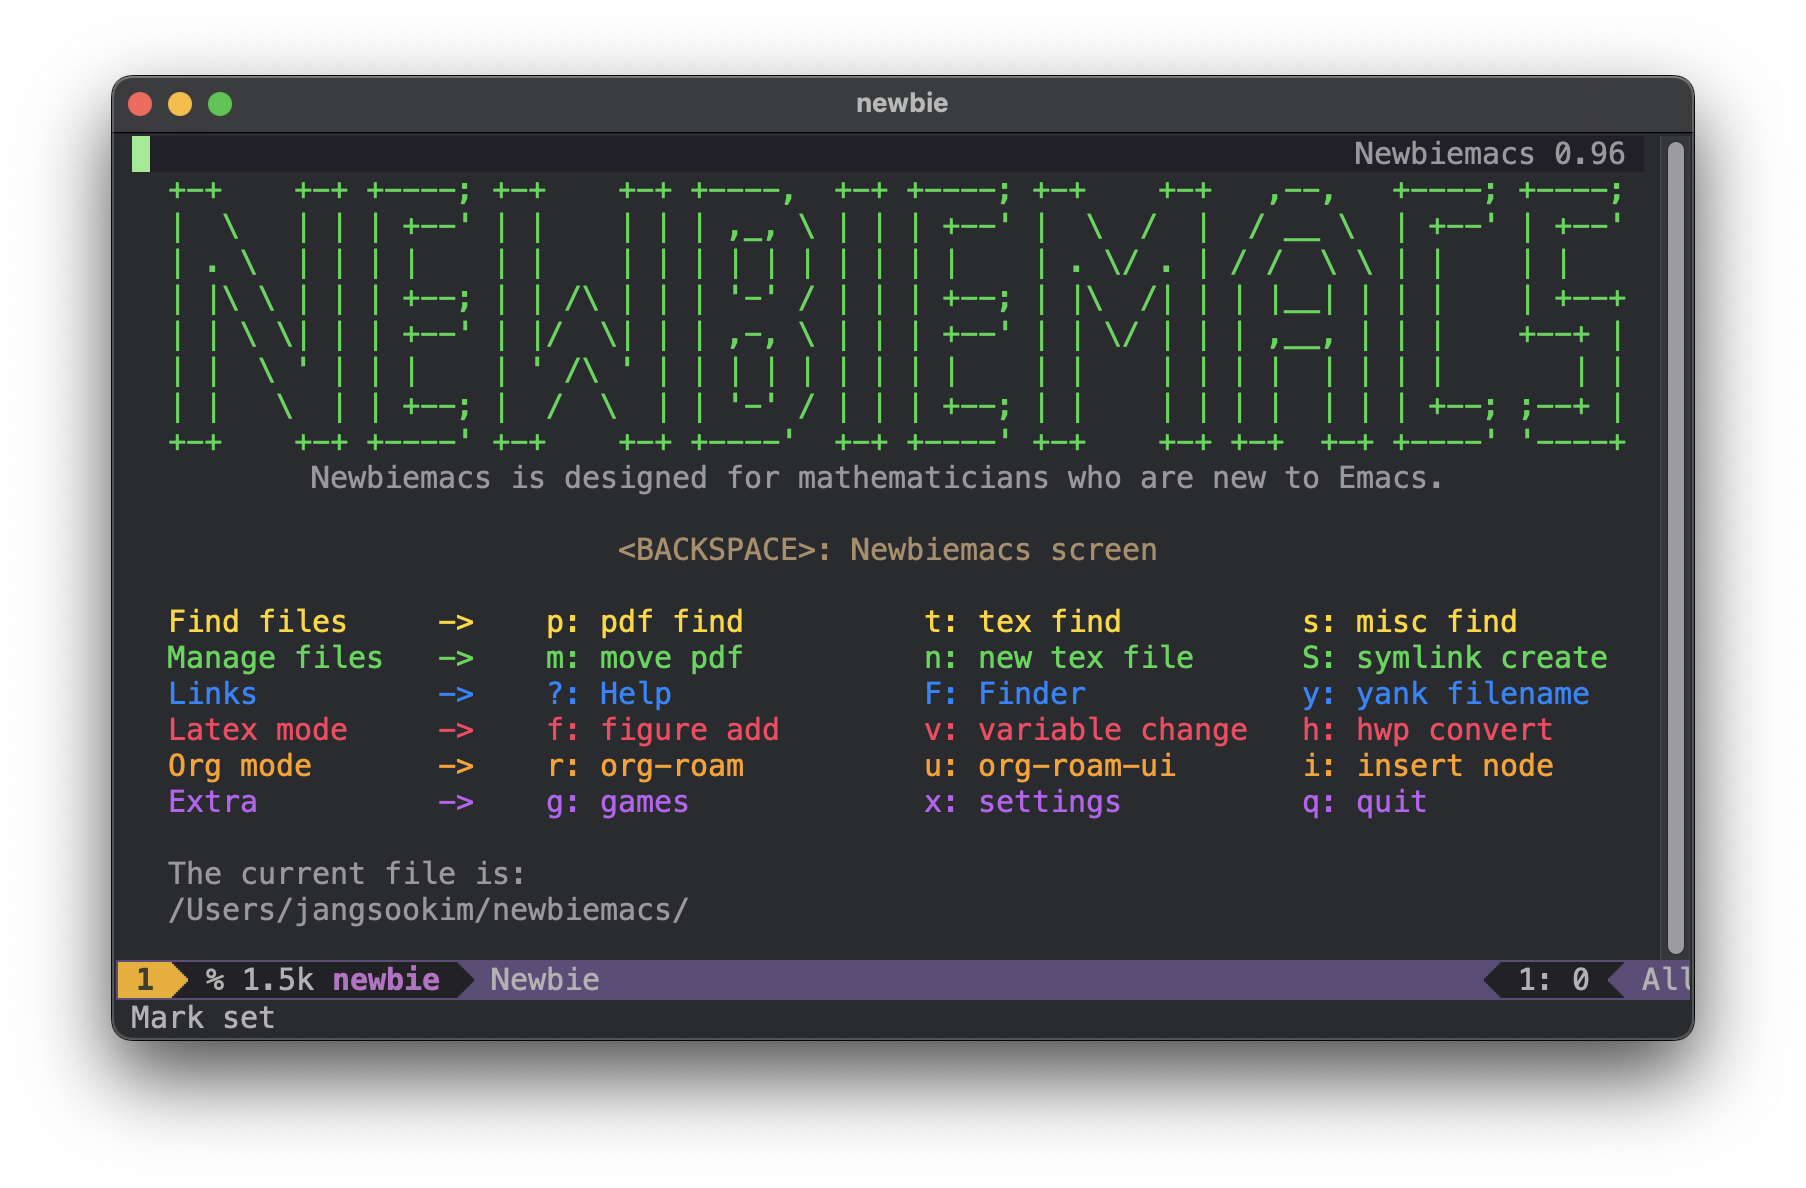 newbie
Newbiemacs 0.96
NEWBIEMACS
Newbiemacs is designed for mathematicians who are new to Emacs.
<BACKSPACE>: Newbiemacs screen
Find files -> p: pdf find t: tex find s: misc find
Manage files -> m: move pdf n: new tex file S: symlink create
Links -> ?: Help F: Finder y: yank filename
Latex mode -> f: figure add v: variable change h: hwp convert
Org mode -> r: org-roam u: org-roam-ui i: insert node
Extra -> g: games x: settings q: quit
The current file is:
/Users/jangsookim/newbiemacs/
1 % 1.5k newbie Newbie 1: 0 All
Mark set